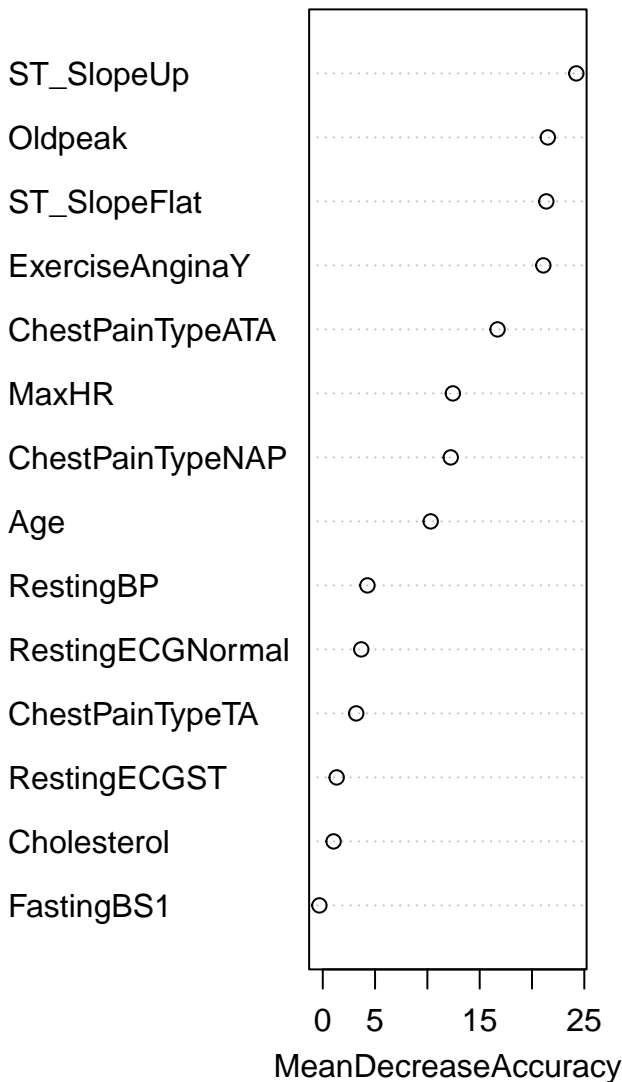 ST_SlopeUp
Oldpeak
ST_SlopeFlat
ExerciseAnginaY
ChestPainTypeATA
MaxHR
ChestPainTypeNAP
Age
RestingBP
RestingECGNormal
ChestPainTypeTA
RestingECGST
Cholesterol
FastingBS1
0 5 15 25
MeanDecreaseAccuracy